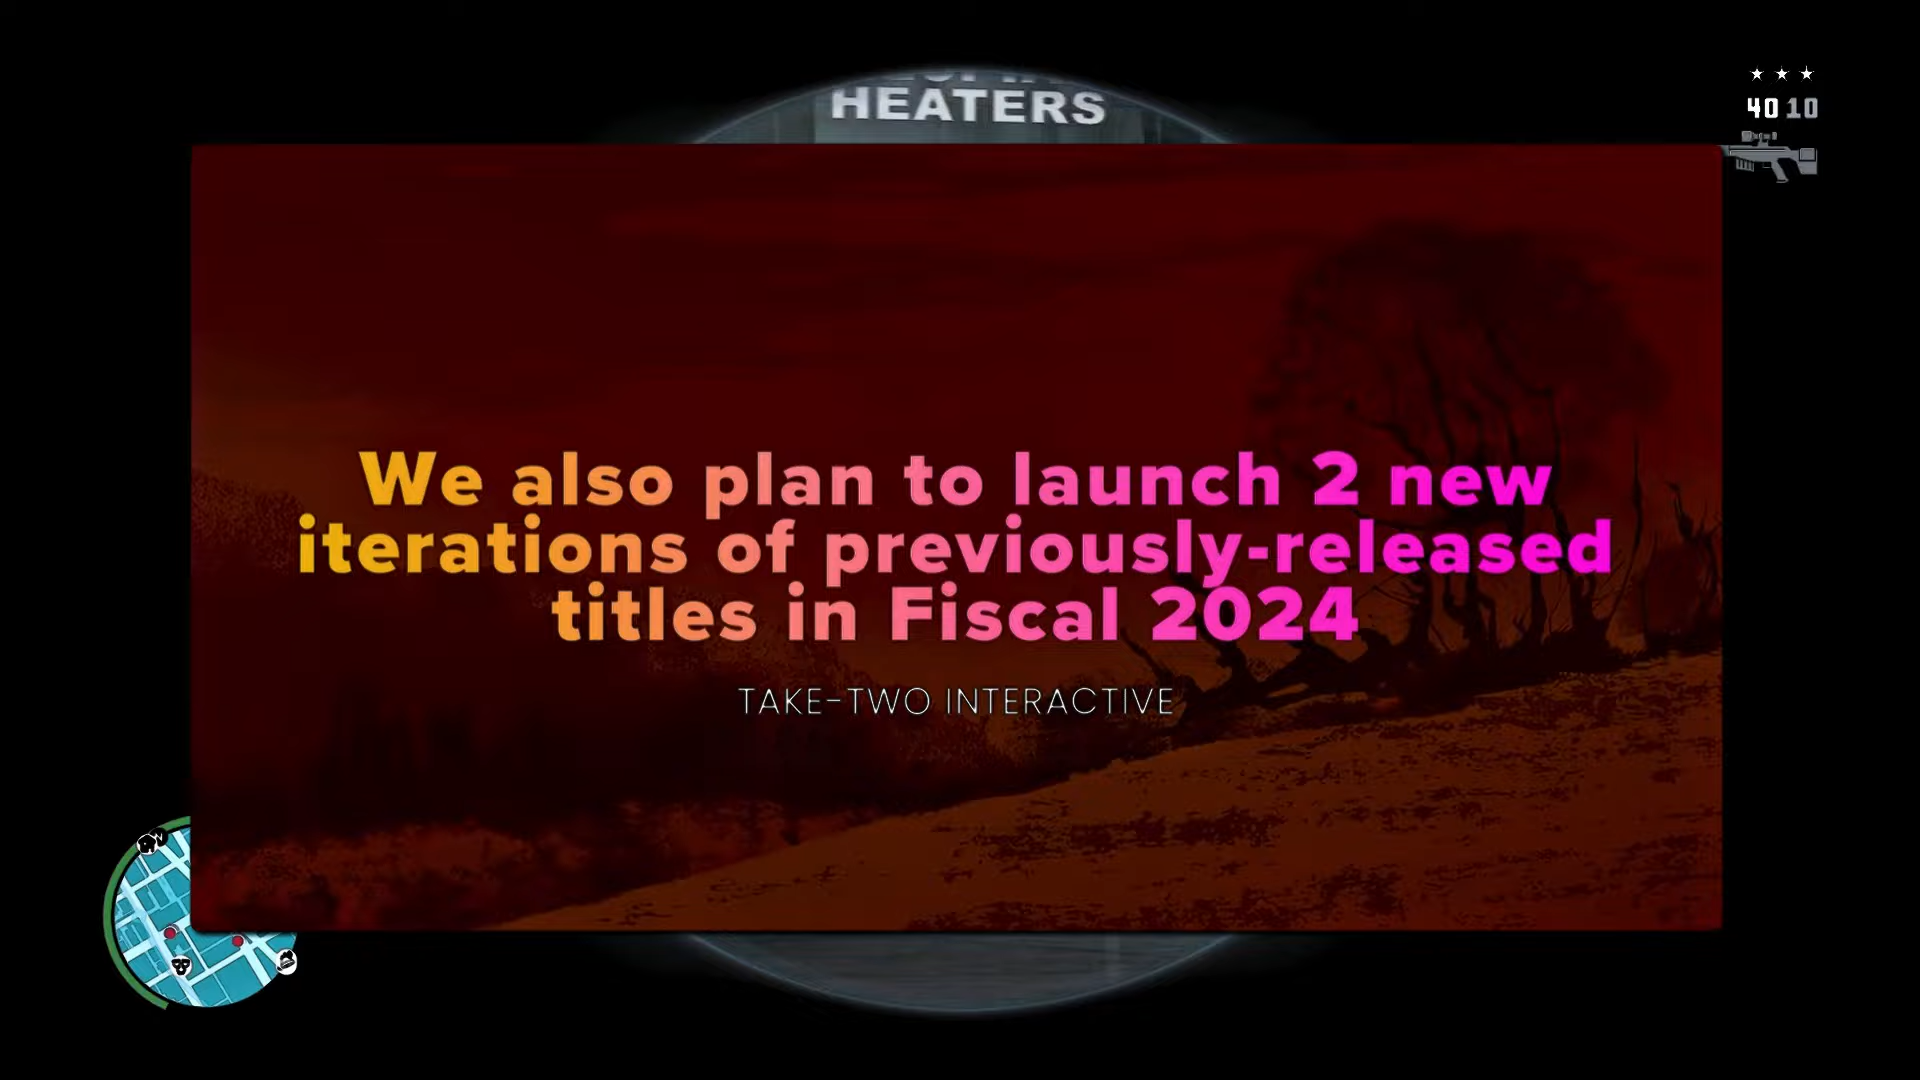 HEATERS
40 10
We also plan to launch 2 new
iterations of previously-released
titles in Fiscal 2024
TAKE-TWO INTERACTIVE